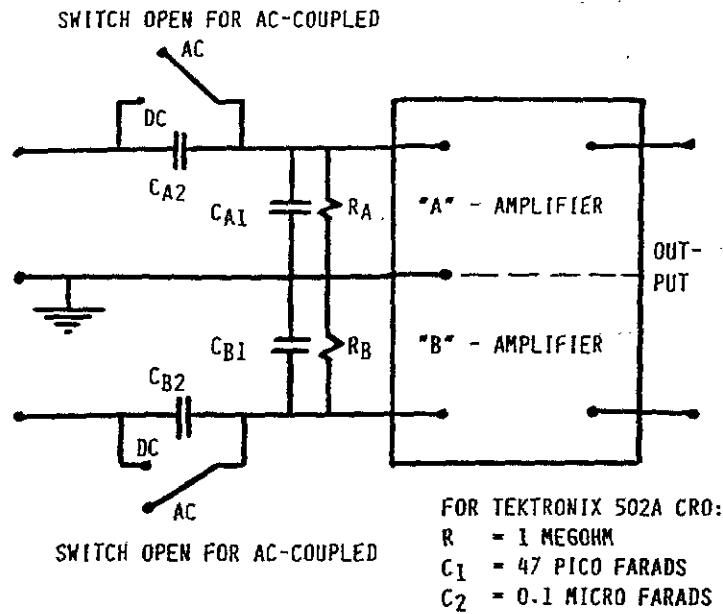 SWITCH OPEN FOR AC-COUPLED
AC
DC
CA2
CA1
RA
"A" - AMPLIFIER
OUT-
PUT
CB1
RB
"B" - AMPLIFIER
CB2
DC
AC
SWITCH OPEN FOR AC-COUPLED
FOR TEKTRONIX 502A CRO:
R = 1 MEGOHM
C1 = 47 PICO FARADS
C2 = 0.1 MICRO FARADS